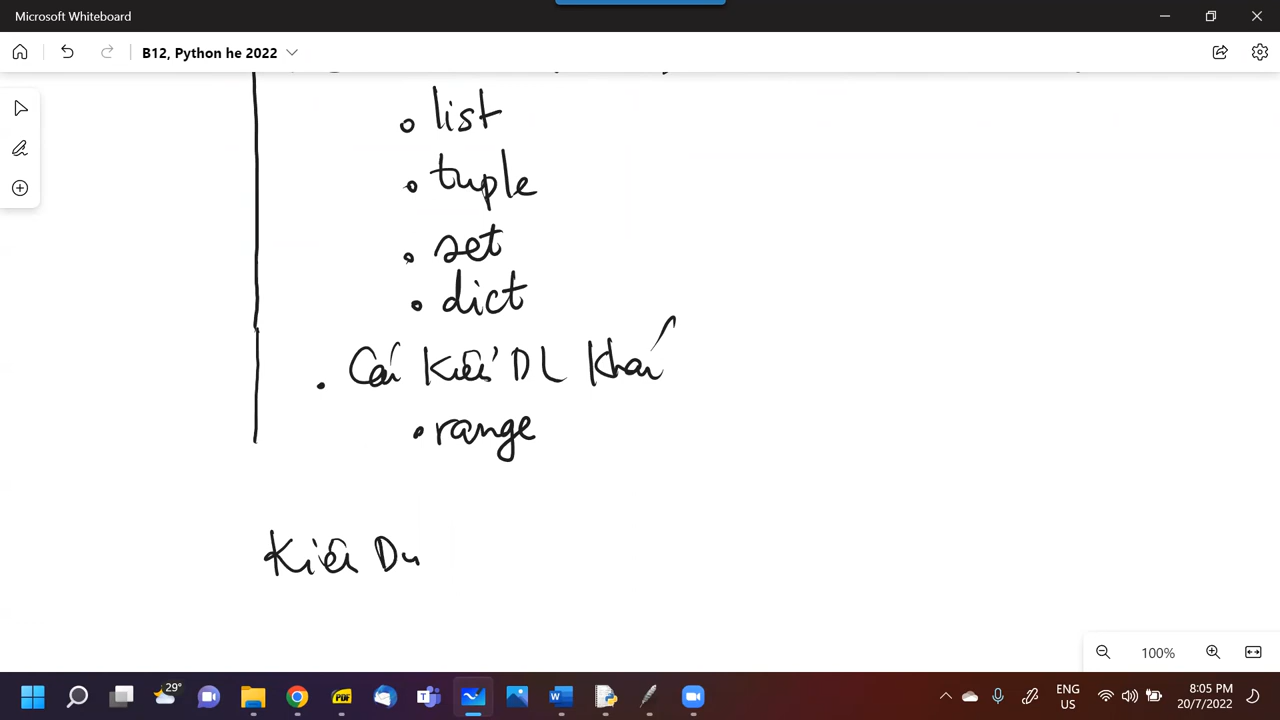 Microsoft Whiteboard
B12, Python he 2022
list
tuple
set
dict
Các Kiểu DL Khác
range
Kiểu Dư
100%
29°
ENG
US
8:05 PM
20/7/2022